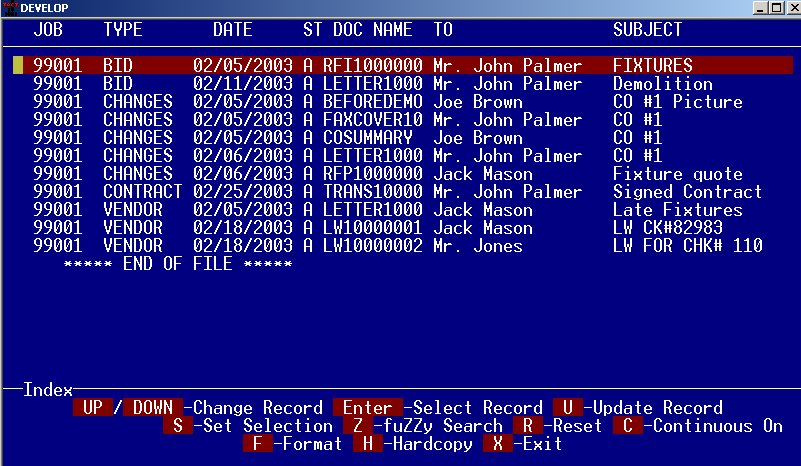 DEVELOP
JOB TYPE DATE ST DOC NAME TO SUBJECT
99001 BID 02/05/2003 A RFI1000000 Mr. John Palmer FIXTURES
99001 BID 02/11/2003 A LETTER1000 Mr. John Palmer Demolition
99001 CHANGES 02/05/2003 A BEFOREDEMO Joe Brown CO #1 Picture
99001 CHANGES 02/05/2003 A FAXCOVER10 Mr. John Palmer CO #1
99001 CHANGES 02/05/2003 A COSUMMARY Joe Brown CO #1
99001 CHANGES 02/06/2003 A LETTER1000 Mr. John Palmer CO #1
99001 CHANGES 02/06/2003 A RFP1000000 Jack Mason Fixture quote
99001 CONTRACT 02/25/2003 A TRANS10000 Mr. John Palmer Signed Contract
99001 VENDOR 02/05/2003 A LETTER1000 Jack Mason Late Fixtures
99001 VENDOR 02/18/2003 A LW10000001 Jack Mason LW CK#82983
99001 VENDOR 02/18/2003 A LW10000002 Mr. Jones LW FOR CHK# 110
***** END OF FILE *****
Index
UP / DOWN -Change Record Enter -Select Record U -Update Record
S -Set Selection Z -fuZZy Search R -Reset C -Continuous On
F -Format H -Hardcopy X -Exit